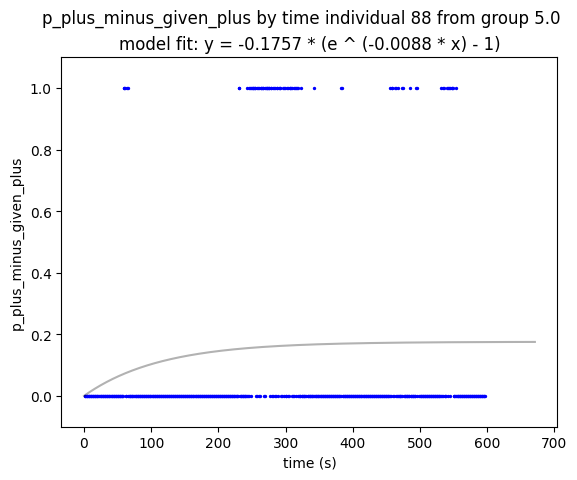 p_plus_minus_given_plus by time individual 88 from group 5.0
model fit: y = -0.1757 * (e ^ (-0.0088 * x) - 1)
p_plus_minus_given_plus
1.0
0.8
0.6
0.4
0.2
0.0
0 100 200 300 400 500 600 700
time (s)